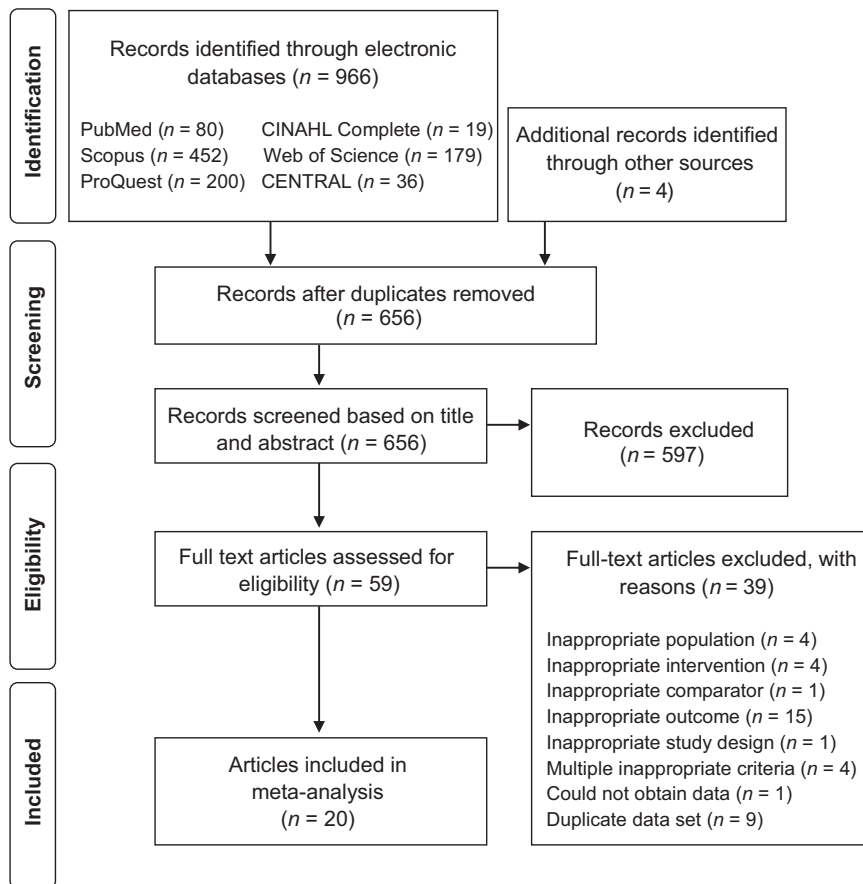 Identification
Records identified through electronic
databases (n = 966)
PubMed (n = 80) CINAHL Complete (n = 19)
Scopus (n = 452) Web of Science (n = 179)
ProQuest (n = 200) CENTRAL (n = 36)
Additional records identified
through other sources
(n = 4)
Screening
Records after duplicates removed
(n = 656)
Records screened based on title
and abstract (n = 656)
Records excluded
(n = 597)
Eligibility
Full text articles assessed for
eligibility (n = 59)
Full-text articles excluded, with
reasons (n = 39)
Inappropriate population (n = 4)
Inappropriate intervention (n = 4)
Inappropriate comparator (n = 1)
Inappropriate outcome (n = 15)
Inappropriate study design (n = 1)
Multiple inappropriate criteria (n = 4)
Could not obtain data (n = 1)
Duplicate data set (n = 9)
Included
Articles included in
meta-analysis
(n = 20)